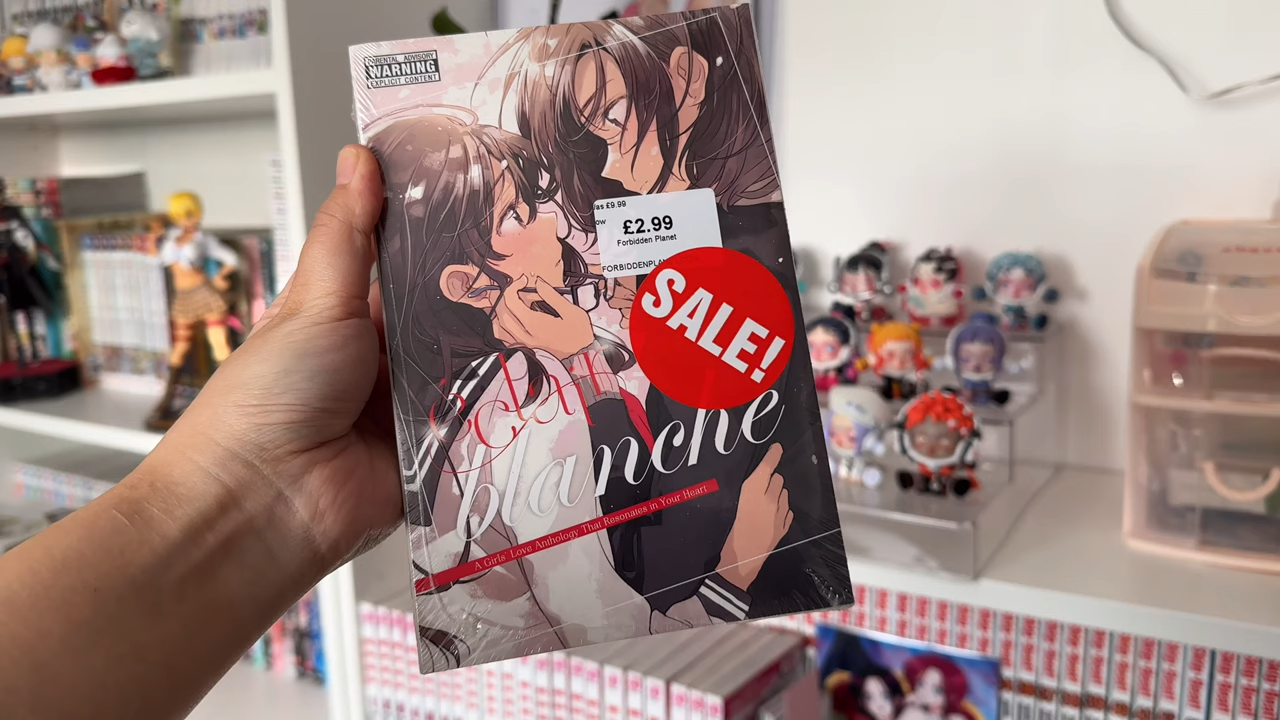 PARENTAL ADVISORY
WARNING
EXPLICIT CONTENT
£9.99
£2.99
Forbidden Planet
SALE!
eclair
blanche
A Girls' Love Anthology That Resonates in Your Heart